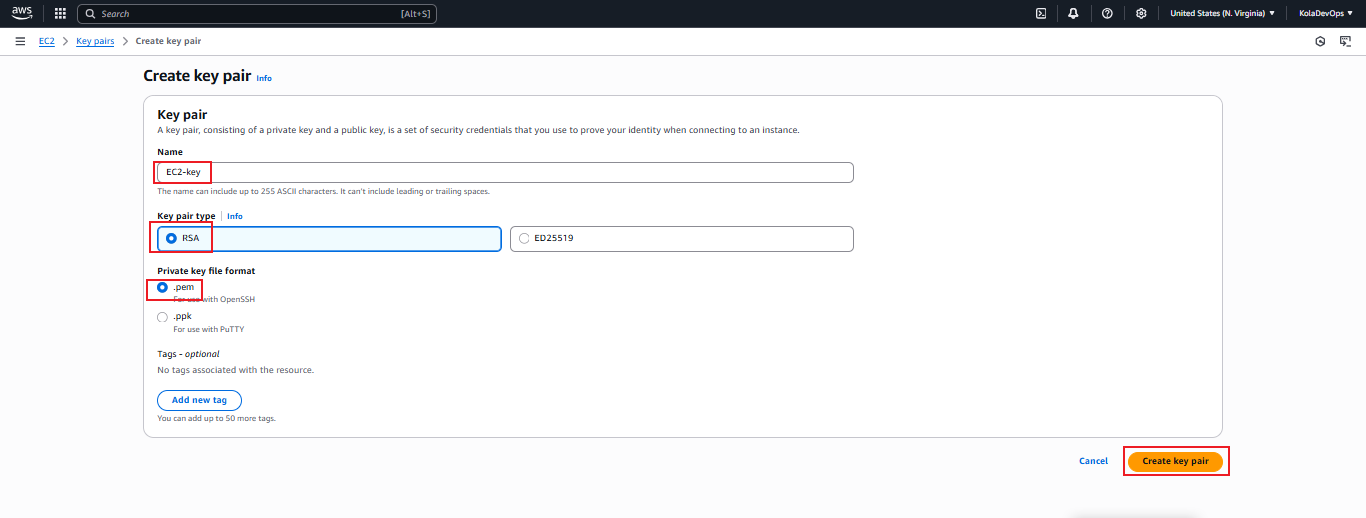 aws
Search [Alt+S]
United States (N. Virginia) ▼ KolaDevOps ▼
EC2 > Key pairs > Create key pair
Create key pair Info
Key pair
A key pair, consisting of a private key and a public key, is a set of security credentials that you use to prove your identity when connecting to an instance.
Name
EC2-key
The name can include up to 255 ASCII characters. It can't include leading or trailing spaces.
Key pair type Info
RSA
ED25519
Private key file format
.pem
For use with OpenSSH
.ppk
For use with PuTTY
Tags - optional
No tags associated with the resource.
Add new tag
You can add up to 50 more tags.
Cancel Create key pair